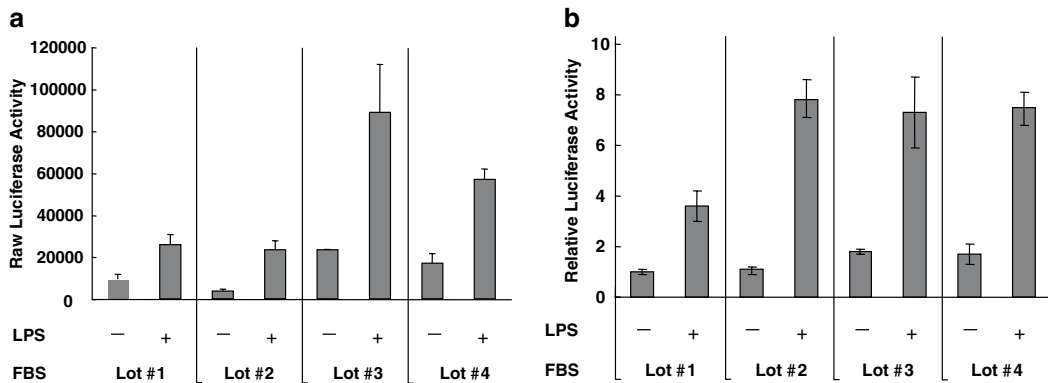 a
Raw Luciferase Activity
120000
100000
80000
60000
40000
20000
0
LPS — + — + — + — +
FBS Lot #1 Lot #2 Lot #3 Lot #4
b
Relative Luciferase Activity
10
8
6
4
2
0
LPS — + — + — + — +
FBS Lot #1 Lot #2 Lot #3 Lot #4